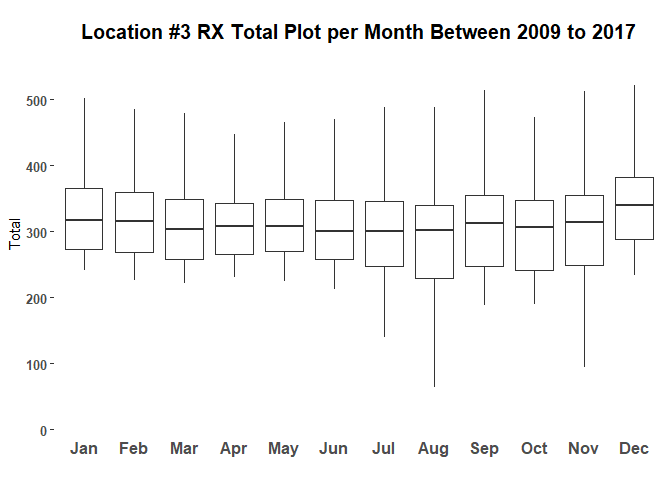 Location #3 RX Total Plot per Month Between 2009 to 2017
500
400
300
200
100
0
Total
Jan Feb Mar Apr May Jun Jul Aug Sep Oct Nov Dec